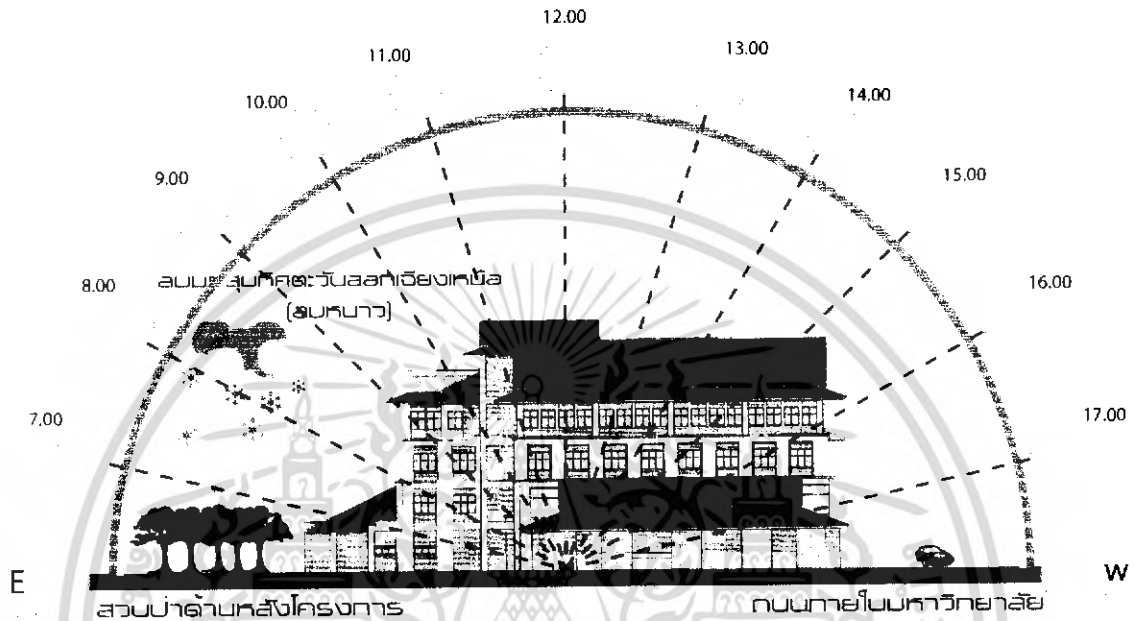 12.00
11.00
13.00
10.00
14.00
9.00
15.00
8.00
ลมมรสุมทิศตะวันออกเฉียงเหนือ
(ลมหนาว)
16.00
7.00
17.00
E
W
สวนป่าด้านหลังโครงการ
ถนนภายในมหาวิทยาลัย